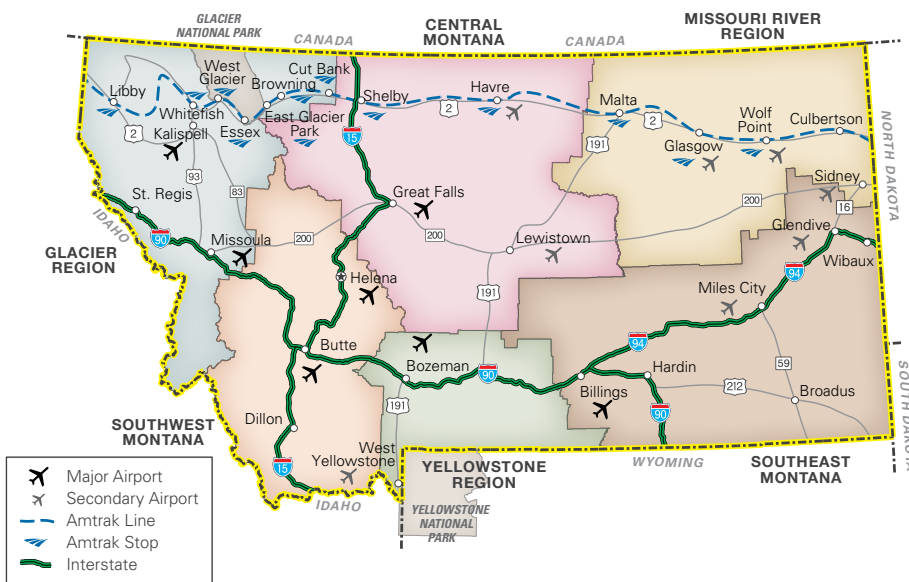 GLACIER
NATIONAL PARK
CENTRAL
MONTANA
MISSOURI RIVER
REGION
CANADA
CANADA
West
Glacier
Cut Bank
Browning
Libby
Whitefish
Kalispell
Essex
East Glacier
Park
Shelby
Havre
Malta
Glasgow
Wolf
Point
Culbertson
2
2
2
15
191
93
83
NORTH DAKOTA
Sidney
200
16
St. Regis
IDAHO
90
Great Falls
Missoula
200
200
Lewistown
Glendive
Wibaux
GLACIER
REGION
Helena
191
94
Miles City
Butte
Bozeman
90
94
Hardin
59
Billings
212
90
Broadus
SOUTH DAKOTA
Dillon
191
SOUTHWEST
MONTANA
15
West
Yellowstone
IDAHO
YELLOWSTONE
REGION
WYOMING
SOUTHEAST
MONTANA
YELLOWSTONE
NATIONAL
PARK
Major Airport
Secondary Airport
Amtrak Line
Amtrak Stop
Interstate